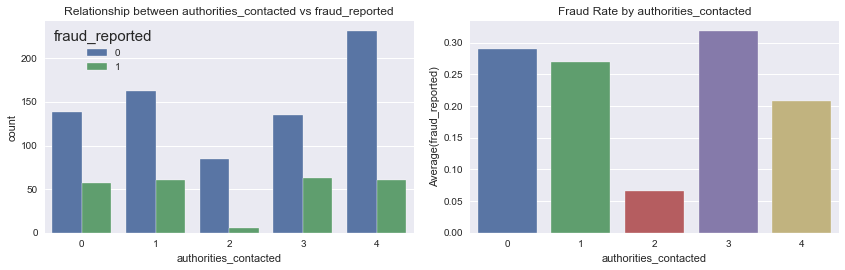 Relationship between authorities_contacted vs fraud_reported
fraud_reported
0
1
count
200
150
100
50
0
0 1 2 3 4
authorities_contacted
Fraud Rate by authorities_contacted
Average(fraud_reported)
0.30
0.25
0.20
0.15
0.10
0.05
0.00
0 1 2 3 4
authorities_contacted